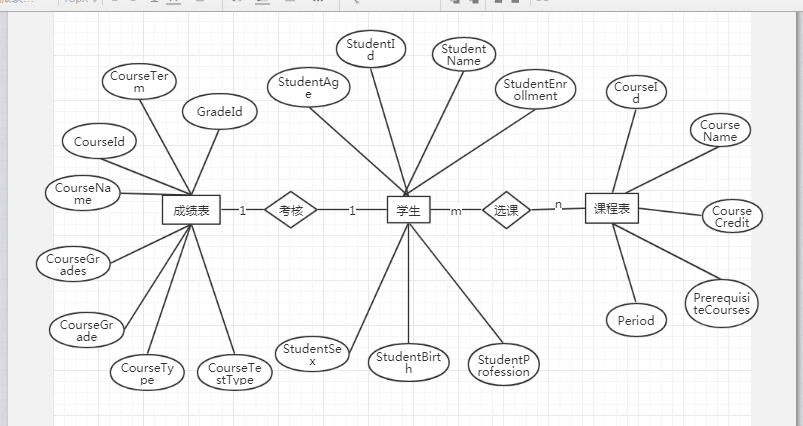 StudentI
d
Student
Name
StudentAg
e
StudentEnr
ollment
CourseTer
m
GradeId
CourseId
CourseNa
me
CourseI
d
Course
Name
成绩表
1
考核
1
学生
m
选课
n
课程表
Course
Credit
CourseGr
ades
CourseGr
ade
CourseTy
pe
CourseTe
stType
StudentSe
x
StudentBirt
h
StudentP
rofession
Period
Prerequisi
teCourses